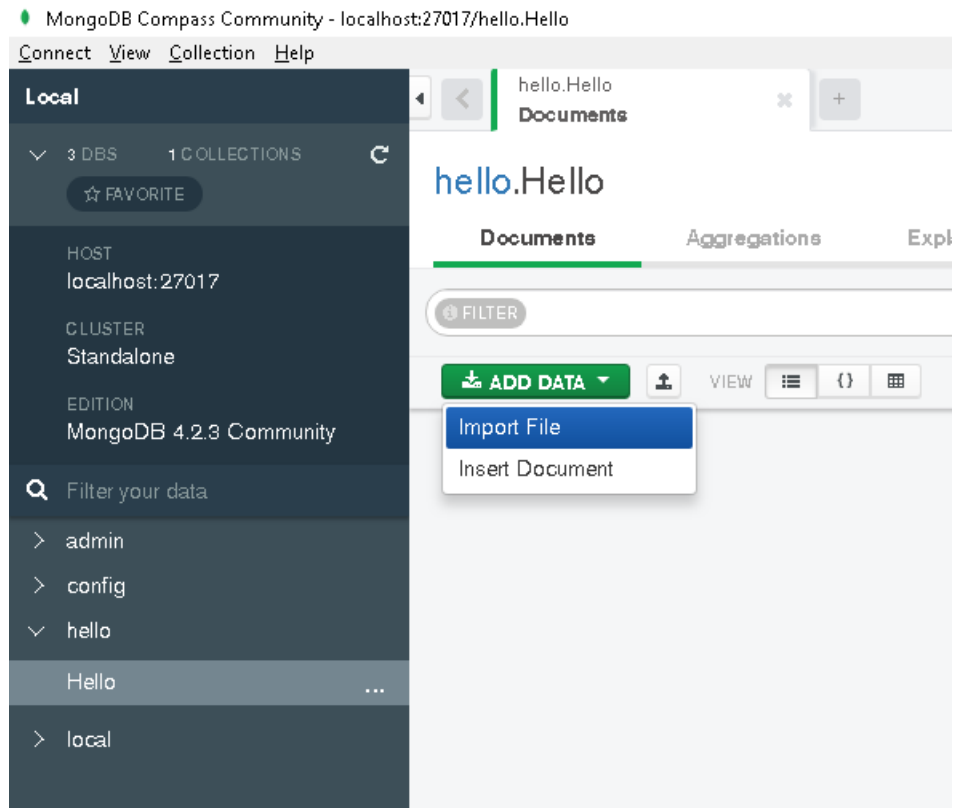 MongoDB Compass Community - localhost:27017/hello.Hello
Connect View Collection Help
Local
3 DBS 1 COLLECTIONS
FAVORITE
HOST
localhost:27017
CLUSTER
Standalone
EDITION
MongoDB 4.2.3 Community
Filter your data
admin
config
hello
Hello
...
local
hello.Hello
Documents
+
hello.Hello
Documents Aggregations
FILTER
ADD DATA VIEW {}
Import File
Insert Document